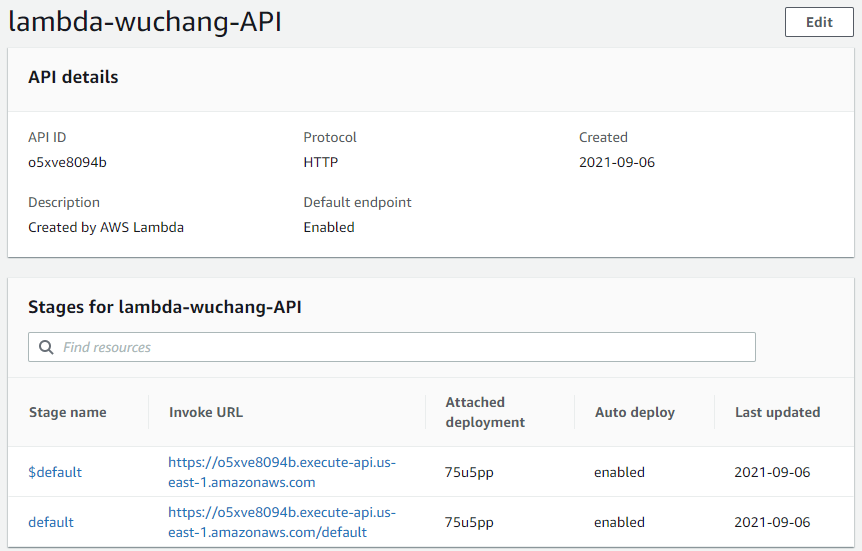 lambda-wuchang-API
Edit
API details
API ID
Protocol
Created
o5xve8094b
HTTP
2021-09-06
Description
Default endpoint
Created by AWS Lambda
Enabled
Stages for lambda-wuchang-API
Find resources
Stage name
Invoke URL
Attached
deployment
Auto deploy
Last updated
$default
https://o5xve8094b.execute-api.us-
east-1.amazonaws.com
75u5pp
enabled
2021-09-06
default
https://o5xve8094b.execute-api.us-
east-1.amazonaws.com/default
75u5pp
enabled
2021-09-06